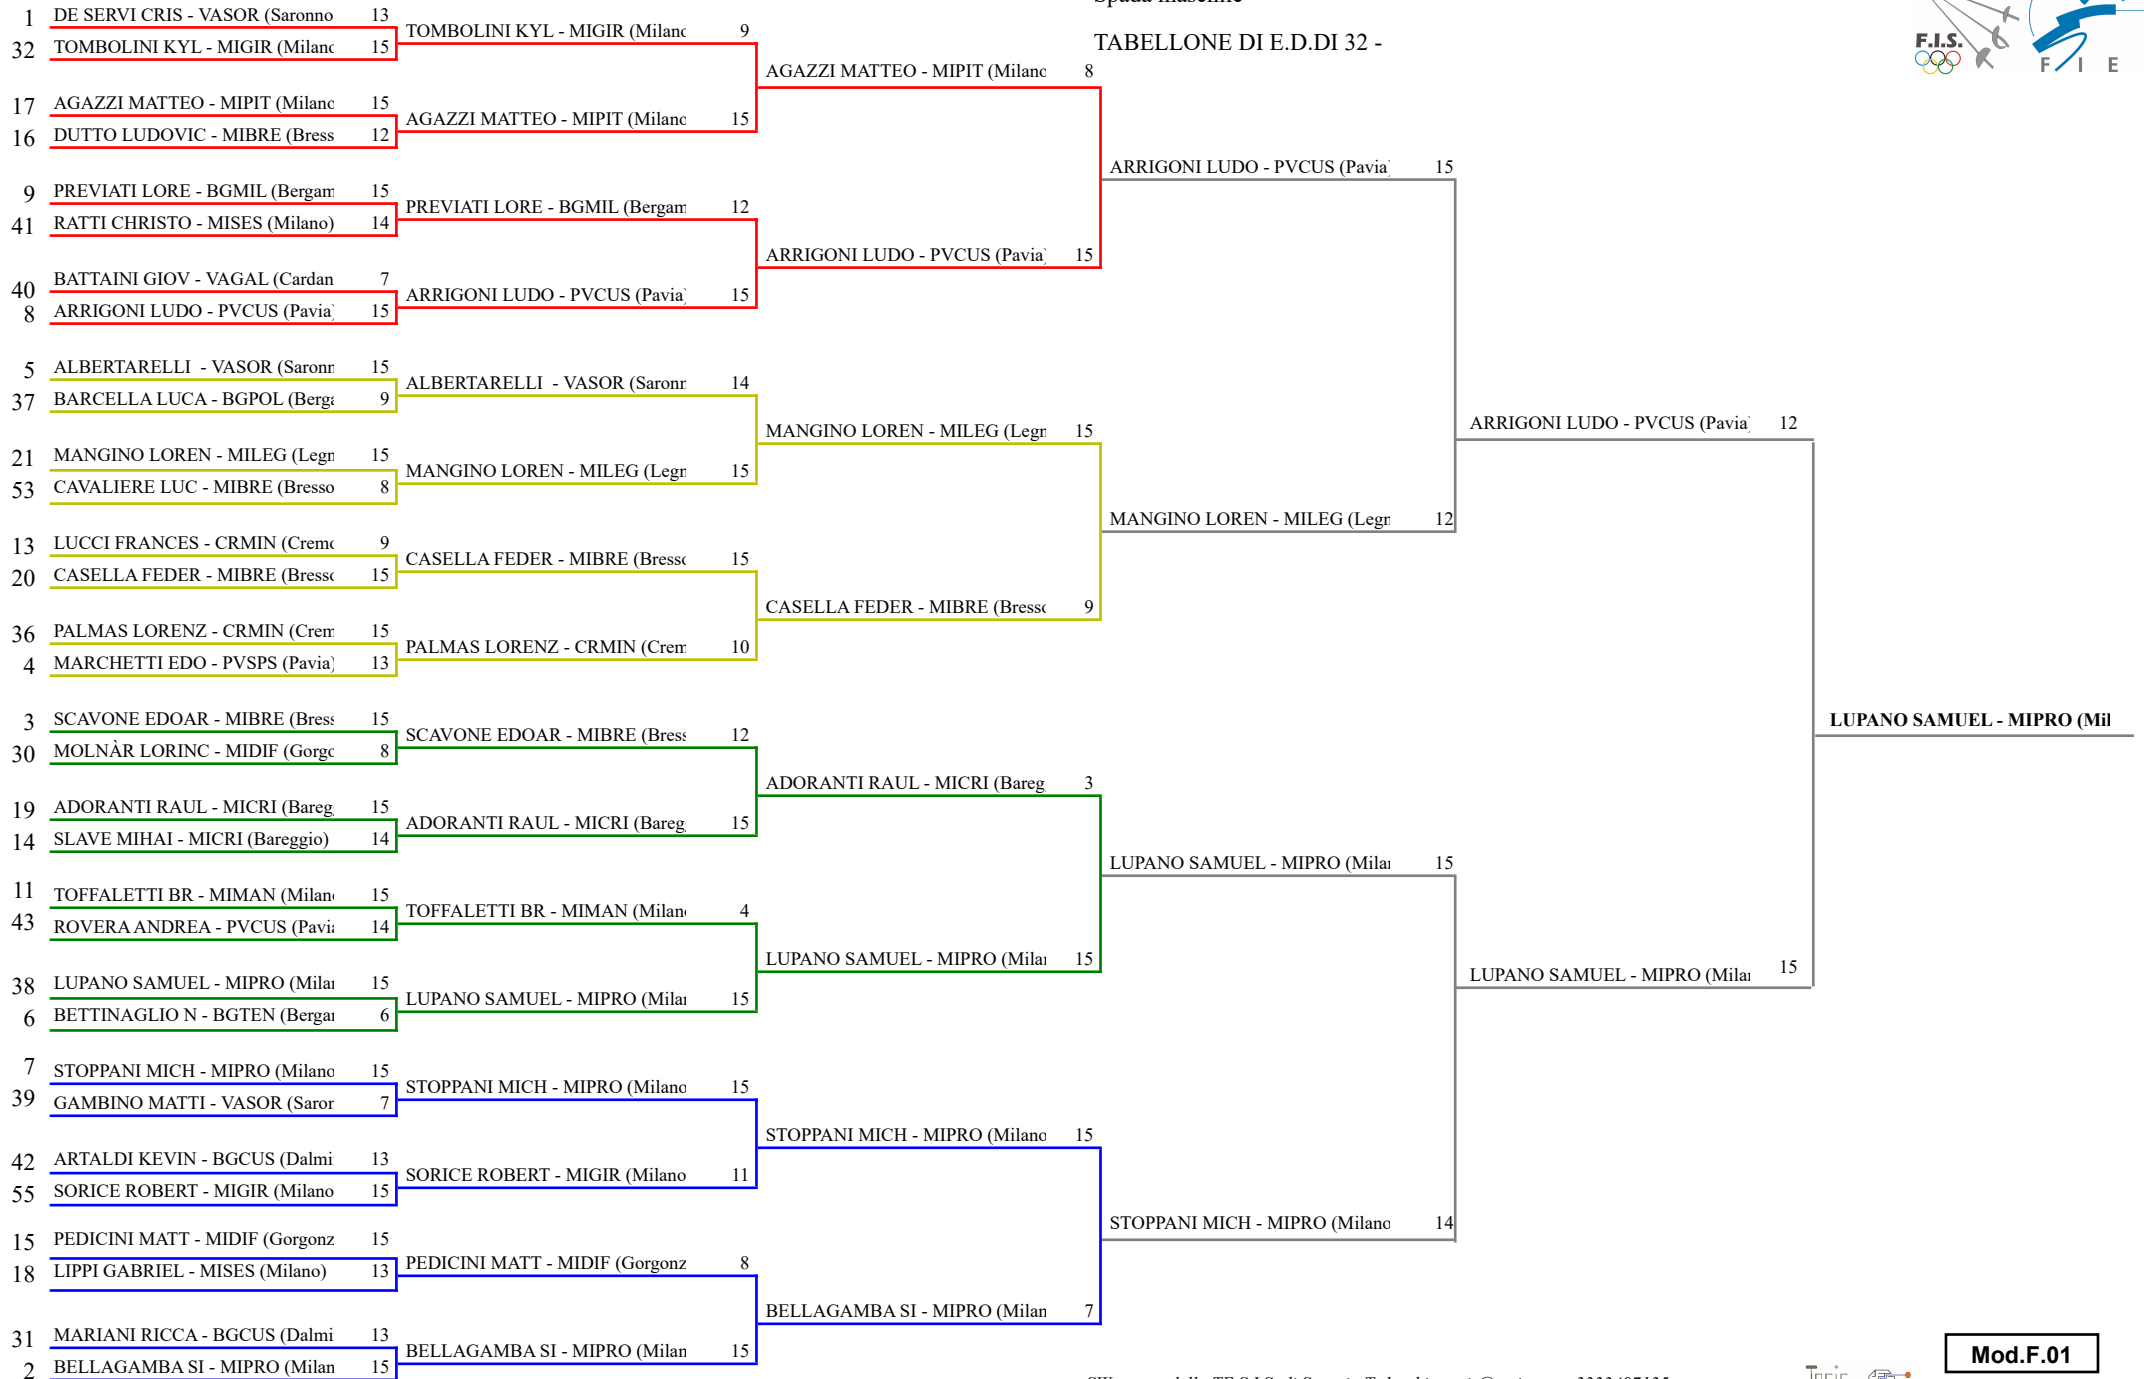 TABELLONE DI E.D.DI 32 -
F.I.S.
F I E
1 DE SERVI CRIS - VASOR (Saronno 13
32 TOMBOLINI KYL - MIGIR (Milanc 15
17 AGAZZI MATTEO - MIPIT (Milanc 15
16 DUTTO LUDOVIC - MIBRE (Bress 12
9 PREVIATI LORE - BGMIL (Bergam 15
41 RATTI CHRISTO - MISES (Milano) 14
40 BATTAINI GIOV - VAGAL (Cardan 7
8 ARRIGONI LUDO - PVCUS (Pavia) 15
5 ALBERTARELLI - VASOR (Saronn 15
37 BARCELLA LUCA - BGPOL (Berga 9
21 MANGINO LOREN - MILEG (Legn 15
53 CAVALIERE LUC - MIBRE (Bresso 8
13 LUCCI FRANCES - CRMIN (Cremo 9
20 CASELLA FEDER - MIBRE (Bresso 15
36 PALMAS LORENZ - CRMIN (Crem 15
4 MARCHETTI EDO - PVSPS (Pavia) 13
3 SCAVONE EDOAR - MIBRE (Bress 15
30 MOLNÀR LORINC - MIDIF (Gorgo 8
19 ADORANTI RAUL - MICRI (Bareg 15
14 SLAVE MIHAI - MICRI (Bareggio) 14
11 TOFFALETTI BR - MIMAN (Milan 15
43 ROVERA ANDREA - PVCUS (Pavia 14
38 LUPANO SAMUEL - MIPRO (Milan 15
6 BETTINAGLIO N - BGTEN (Bergar 6
7 STOPPANI MICH - MIPRO (Milano 15
39 GAMBINO MATTI - VASOR (Saron 7
42 ARTALDI KEVIN - BGCUS (Dalmi 13
55 SORICE ROBERT - MIGIR (Milano 15
15 PEDICINI MATT - MIDIF (Gorgonz 15
18 LIPPI GABRIEL - MISES (Milano) 13
31 MARIANI RICCA - BGCUS (Dalmi 13
2 BELLAGAMBA SI - MIPRO (Milan 15
TOMBOLINI KYL - MIGIR (Milanc 9
AGAZZI MATTEO - MIPIT (Milanc 15
PREVIATI LORE - BGMIL (Bergam 12
ARRIGONI LUDO - PVCUS (Pavia) 15
ALBERTARELLI - VASOR (Saronn 14
MANGINO LOREN - MILEG (Legn 15
CASELLA FEDER - MIBRE (Bresso 15
PALMAS LORENZ - CRMIN (Crem 10
SCAVONE EDOAR - MIBRE (Bress 12
ADORANTI RAUL - MICRI (Bareg 15
TOFFALETTI BR - MIMAN (Milan 4
LUPANO SAMUEL - MIPRO (Milan 15
STOPPANI MICH - MIPRO (Milano 15
SORICE ROBERT - MIGIR (Milano 11
PEDICINI MATT - MIDIF (Gorgonz 8
BELLAGAMBA SI - MIPRO (Milan 15
AGAZZI MATTEO - MIPIT (Milanc 8
ARRIGONI LUDO - PVCUS (Pavia) 15
MANGINO LOREN - MILEG (Legn 15
CASELLA FEDER - MIBRE (Bresso 9
ADORANTI RAUL - MICRI (Bareg 3
LUPANO SAMUEL - MIPRO (Milan 15
STOPPANI MICH - MIPRO (Milano 15
BELLAGAMBA SI - MIPRO (Milan 7
ARRIGONI LUDO - PVCUS (Pavia) 15
MANGINO LOREN - MILEG (Legn 12
LUPANO SAMUEL - MIPRO (Milan 15
STOPPANI MICH - MIPRO (Milano 14
ARRIGONI LUDO - PVCUS (Pavia) 12
LUPANO SAMUEL - MIPRO (Milan 15
LUPANO SAMUEL - MIPRO (Mil
Mod.F.01